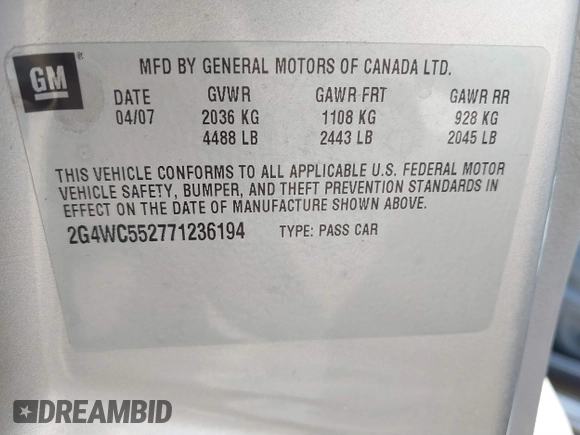 GM
MFD BY GENERAL MOTORS OF CANADA LTD.
DATE GVWR GAWR FRT GAWR RR
04/07 2036 KG 1108 KG 928 KG
4488 LB 2443 LB 2045 LB
THIS VEHICLE CONFORMS TO ALL APPLICABLE U.S. FEDERAL MOTOR
VEHICLE SAFETY, BUMPER, AND THEFT PREVENTION STANDARDS IN
EFFECT ON THE DATE OF MANUFACTURE SHOWN ABOVE.
2G4WC552771236194 TYPE: PASS CAR
DREAMBID